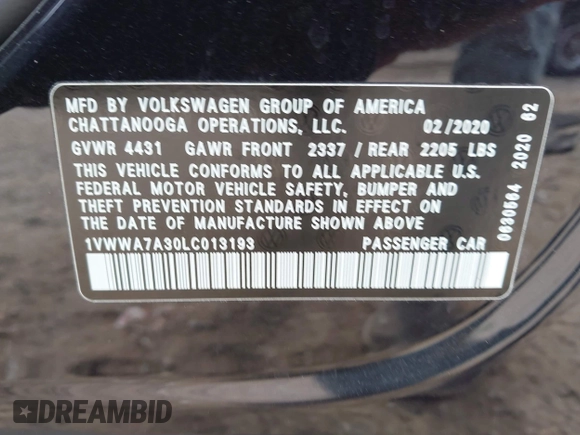 MFD BY VOLKSWAGEN GROUP OF AMERICA
CHATTANOOGA OPERATIONS, LLC. 02/2020
GVWR 4431 GAWR FRONT 2337 / REAR 2205 LBS
THIS VEHICLE CONFORMS TO ALL APPLICABLE U.S.
FEDERAL MOTOR VEHICLE SAFETY, BUMPER AND
THEFT PREVENTION STANDARDS IN EFFECT ON
THE DATE OF MANUFACTURE SHOWN ABOVE
1VWWA7A30LC013193 PASSENGER CAR
2020 62
DREAMBID